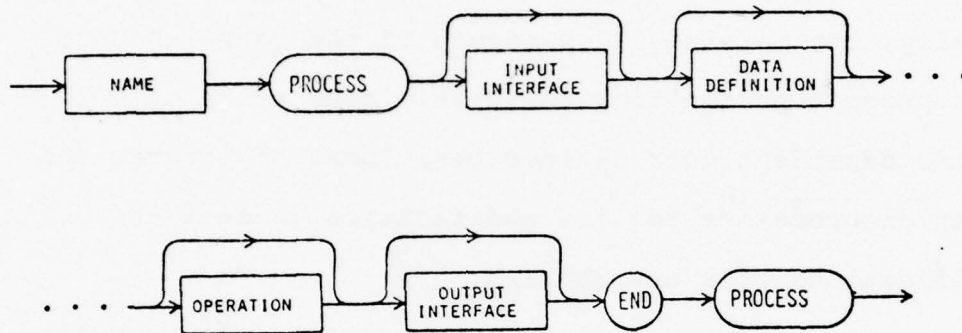 NAME
PROCESS
INPUT
INTERFACE
DATA
DEFINITION
• • •
• • •
OPERATION
OUTPUT
INTERFACE
END
PROCESS